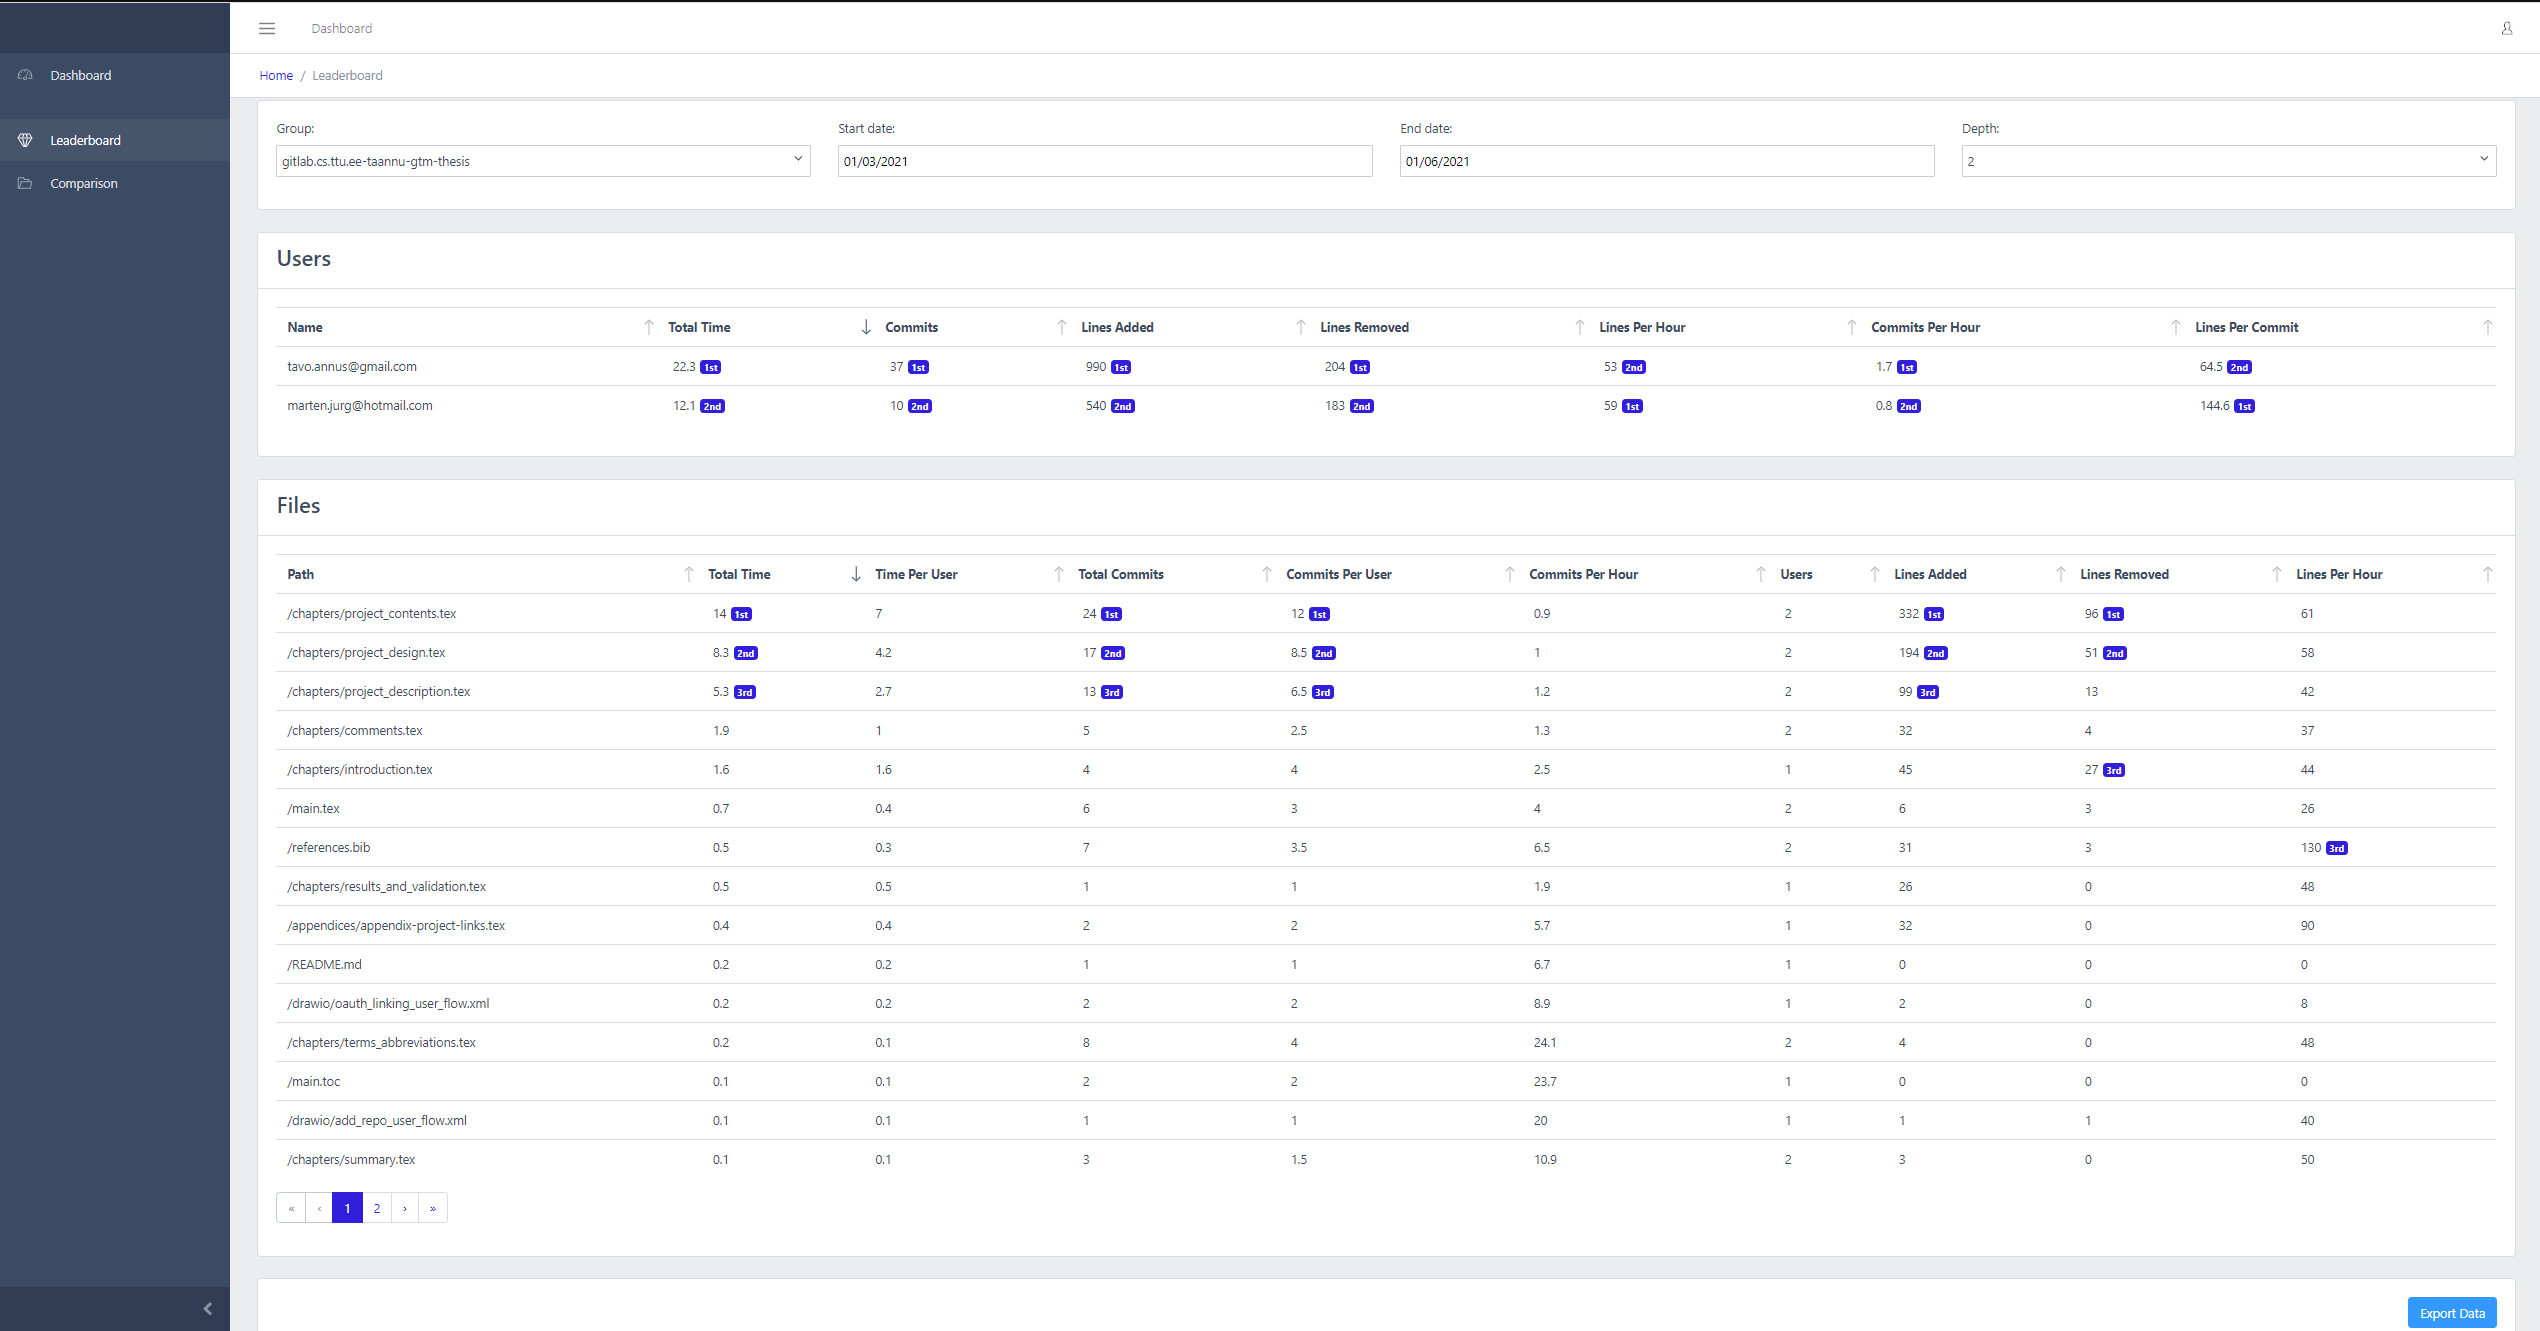 Dashboard
Dashboard
Home / Leaderboard
Leaderboard
Comparison
Group: Start date: End date: Depth:
gitlab.cs.ttu.ee-taannu-gtm-thesis 01/03/2021 01/06/2021 2
Users
Name Total Time Commits Lines Added Lines Removed Lines Per Hour Commits Per Hour Lines Per Commit
tavo.annus@gmail.com 22.3 1st 37 1st 990 1st 204 1st 53 2nd 1.7 1st 64.5 2nd
marten.jurg@hotmail.com 12.1 2nd 10 2nd 540 2nd 183 2nd 59 1st 0.8 2nd 144.6 1st
Files
Path Total Time Time Per User Total Commits Commits Per User Commits Per Hour Users Lines Added Lines Removed Lines Per Hour
/chapters/project_contents.tex 14 1st 7 24 1st 12 1st 0.9 2 332 1st 96 1st 61
/chapters/project_design.tex 8.3 2nd 4.2 17 2nd 8.5 2nd 1 2 194 2nd 51 2nd 58
/chapters/project_description.tex 5.3 3rd 2.7 13 3rd 6.5 3rd 1.2 2 99 3rd 13 42
/chapters/comments.tex 1.9 1 5 2.5 1.3 2 32 4 37
/chapters/introduction.tex 1.6 1.6 4 4 2.5 1 45 27 3rd 44
/main.tex 0.7 0.4 6 3 4 2 6 3 26
/references.bib 0.5 0.3 7 3.5 6.5 2 31 3 130 3rd
/chapters/results_and_validation.tex 0.5 0.5 1 1 1.9 1 26 0 48
/appendices/appendix-project-links.tex 0.4 0.4 2 2 5.7 1 32 0 90
/README.md 0.2 0.2 1 1 6.7 1 0 0 0
/drawio/oauth_linking_user_flow.xml 0.2 0.2 2 2 8.9 1 2 0 8
/chapters/terms_abbreviations.tex 0.2 0.1 8 4 24.1 2 4 0 48
/main.toc 0.1 0.1 2 2 23.7 1 0 0 0
/drawio/add_repo_user_flow.xml 0.1 0.1 1 1 20 1 1 1 40
/chapters/summary.tex 0.1 0.1 3 1.5 10.9 2 3 0 50
« ‹ 1 2 › »
Export Data